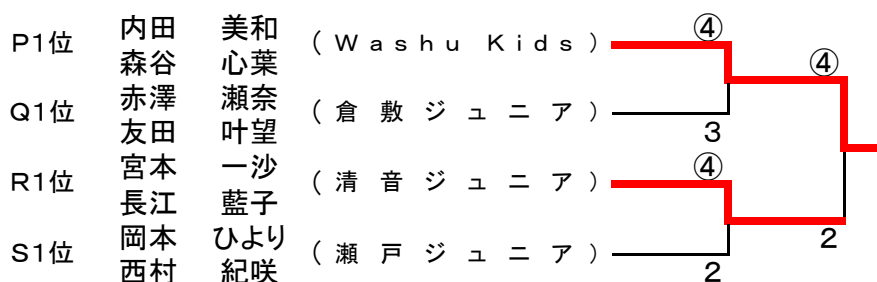 内田 美和 ④
P1位 (Washu Kids) ④
森谷 心葉
赤澤 瀬奈
Q1位 (倉敷ジュニア)
友田 叶望 3
宮本 一沙 ④
R1位 (清音ジュニア)
長江 藍子
岡本 ひより 2
S1位 (瀬戸ジュニア)
西村 紀咲 2